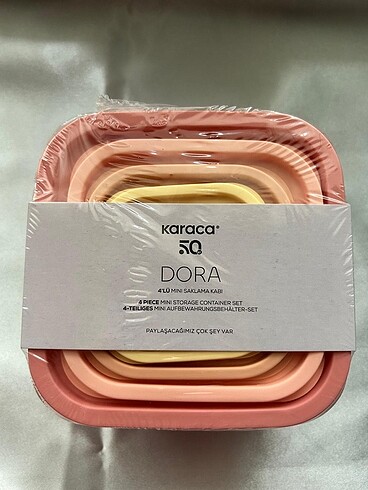 karaca®
50
DORA
4'LÜ MINI SAKLAMA KABI
4 PIECE MINI STORAGE CONTAINER SET
4-TEILIGES MINI AUFBEWAHRUNGSBEHÄLTER-SET
PAYLAŞACAĞIMIZ ÇOK ŞEY VAR